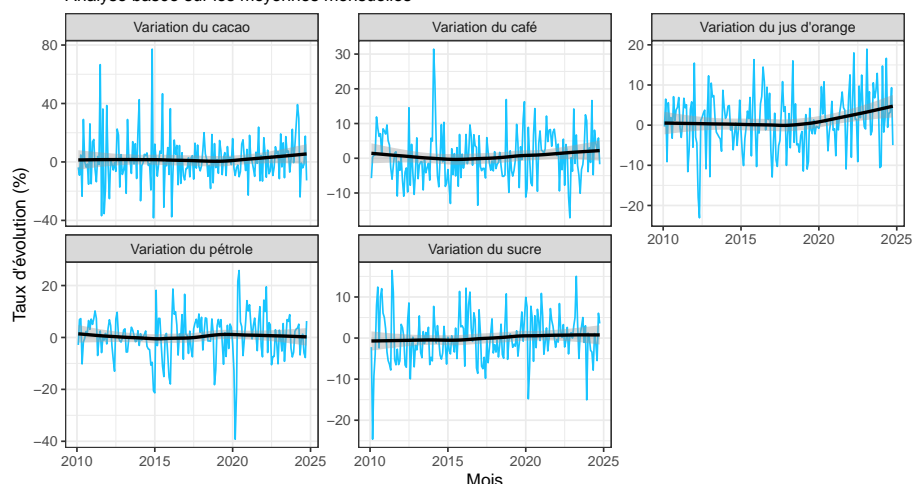 Analyse basée sur les moyennes mensuelles
Variation du cacao
Variation du café
Variation du jus d'orange
80
40
0
−40
30
20
10
0
−10
20
10
0
−10
−20
2010 2015 2020 2025
Variation du pétrole
Variation du sucre
20
0
−20
−40
10
0
−10
−20
2010 2015 2020 2025
2010 2015 2020 2025
Taux d'évolution (%)
Mois